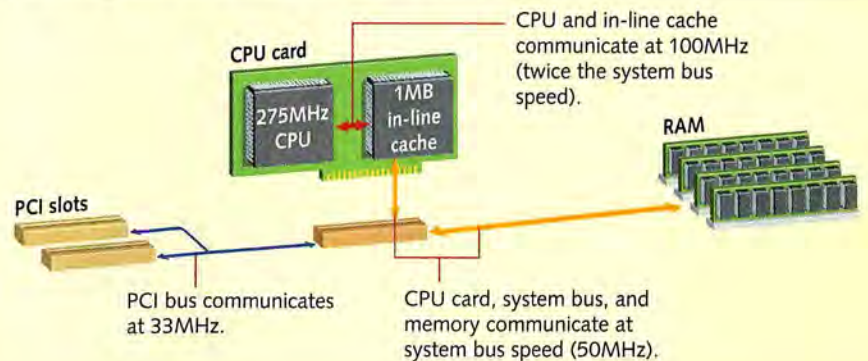 CPU and in-line cache
communicate at 100MHz
(twice the system bus
speed).
CPU card
275MHz
CPU
1MB
in-line
cache
RAM
PCI slots
PCI bus communicates
at 33MHz.
CPU card, system bus, and
memory communicate at
system bus speed (50MHz).